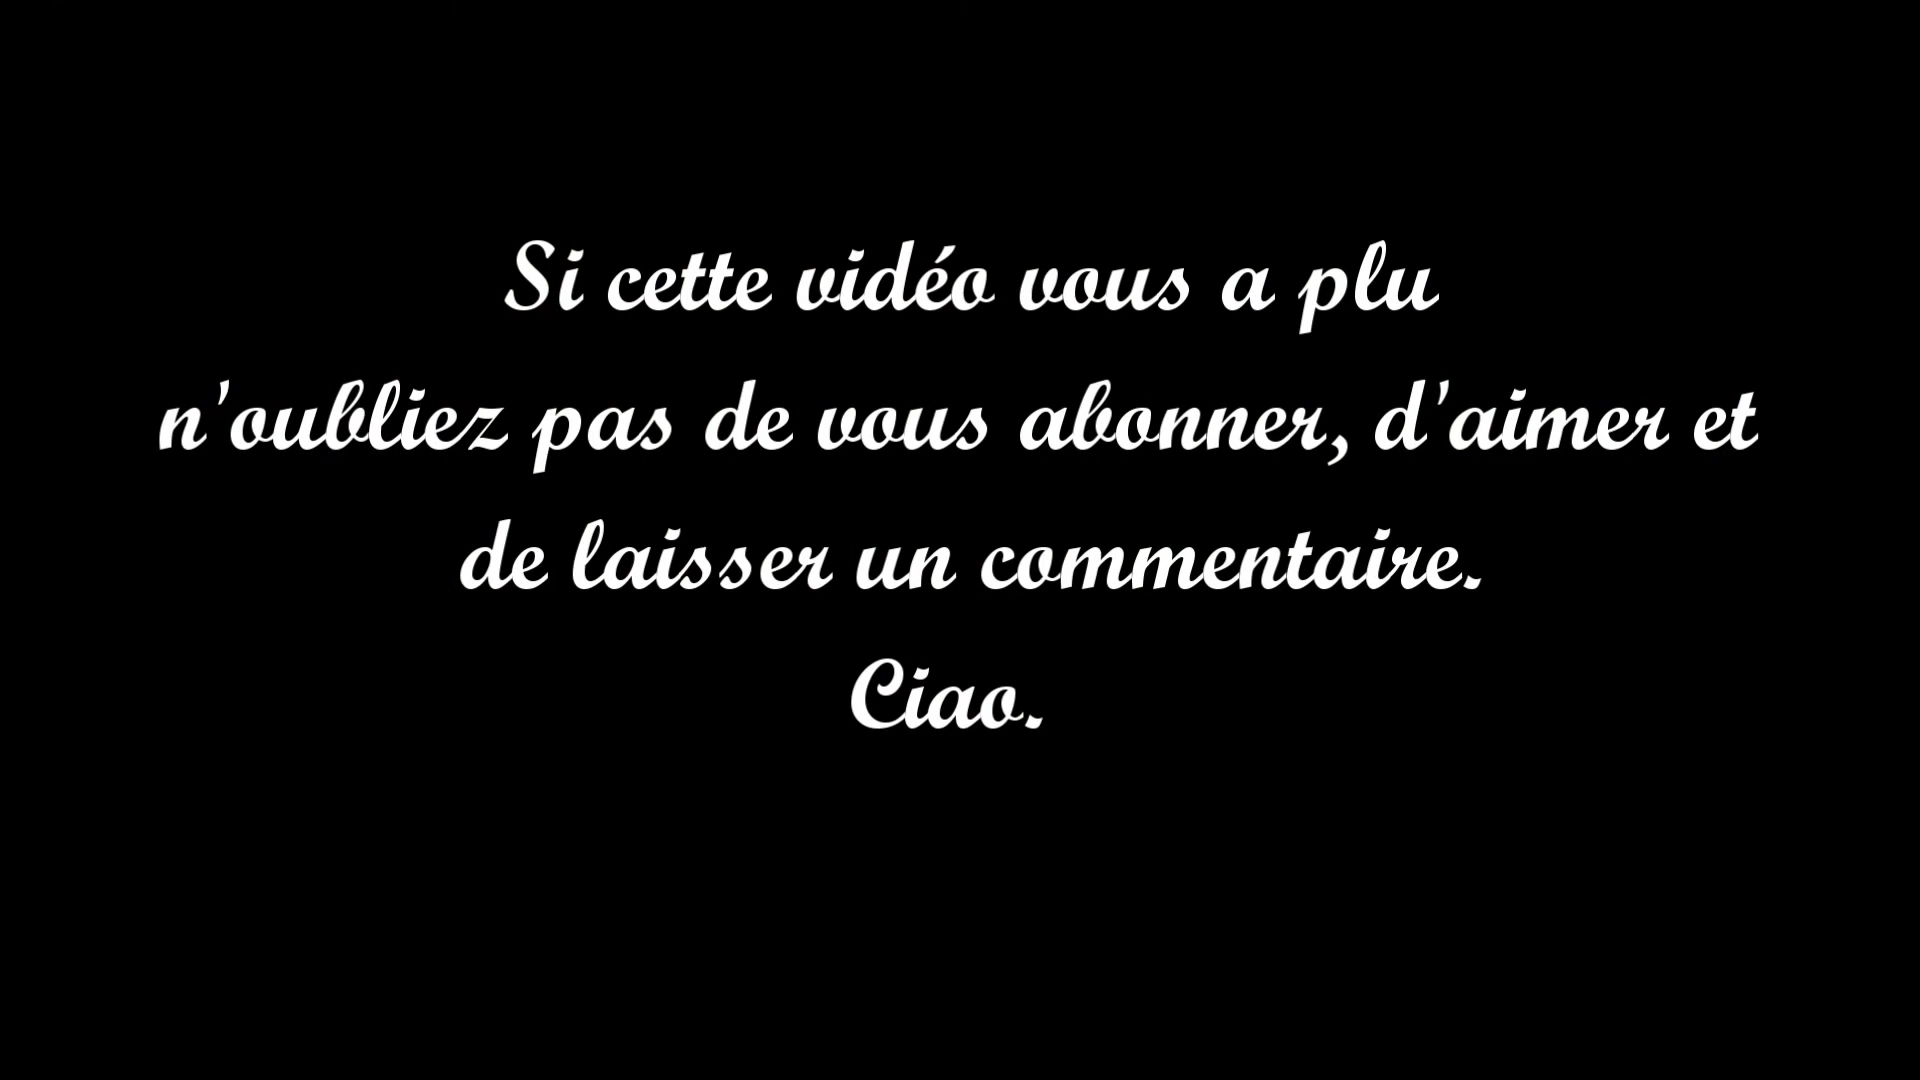 Si cette vidéo vous a plu
n'oubliez pas de vous abonner, d'aimer et
de laisser un commentaire.
Ciao.